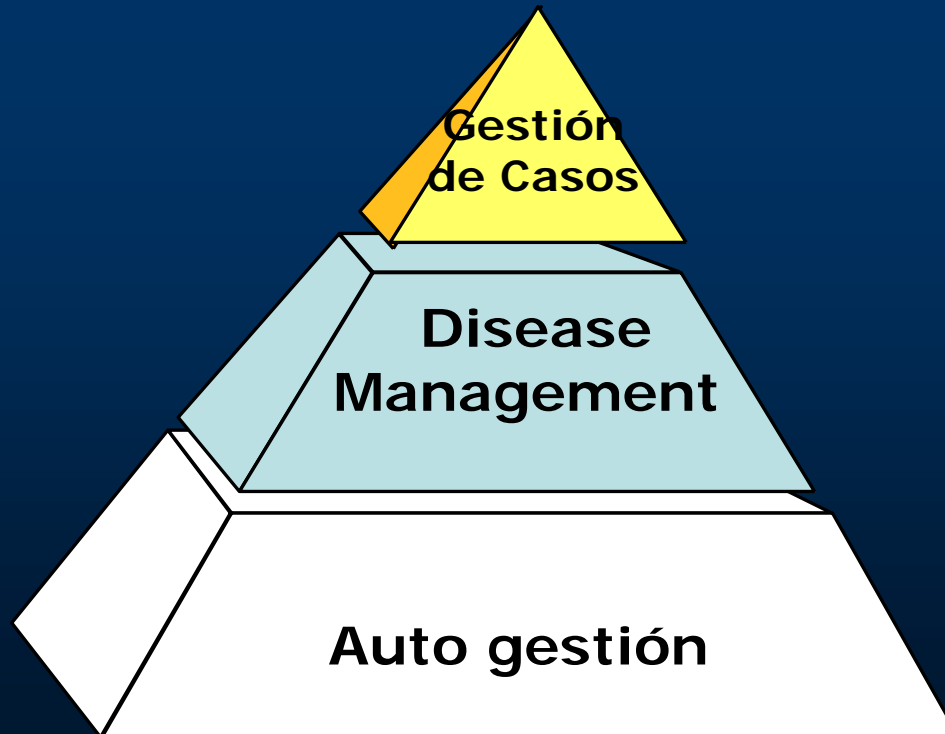 Gestión
de Casos
Disease
Management
Auto gestión